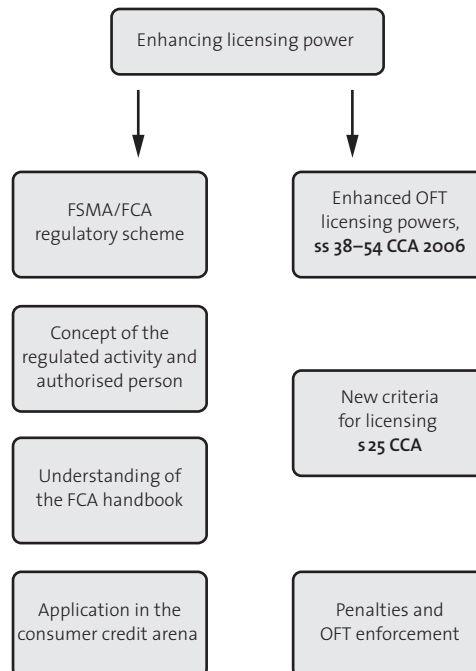 Enhancing licensing power
FSMA/FCA
regulatory scheme
Concept of the
regulated activity and
authorised person
Understanding of
the FCA handbook
Application in the
consumer credit arena
Enhanced OFT
licensing powers,
ss 38–54 CCA 2006
New criteria
for licensing
s 25 CCA
Penalties and
OFT enforcement